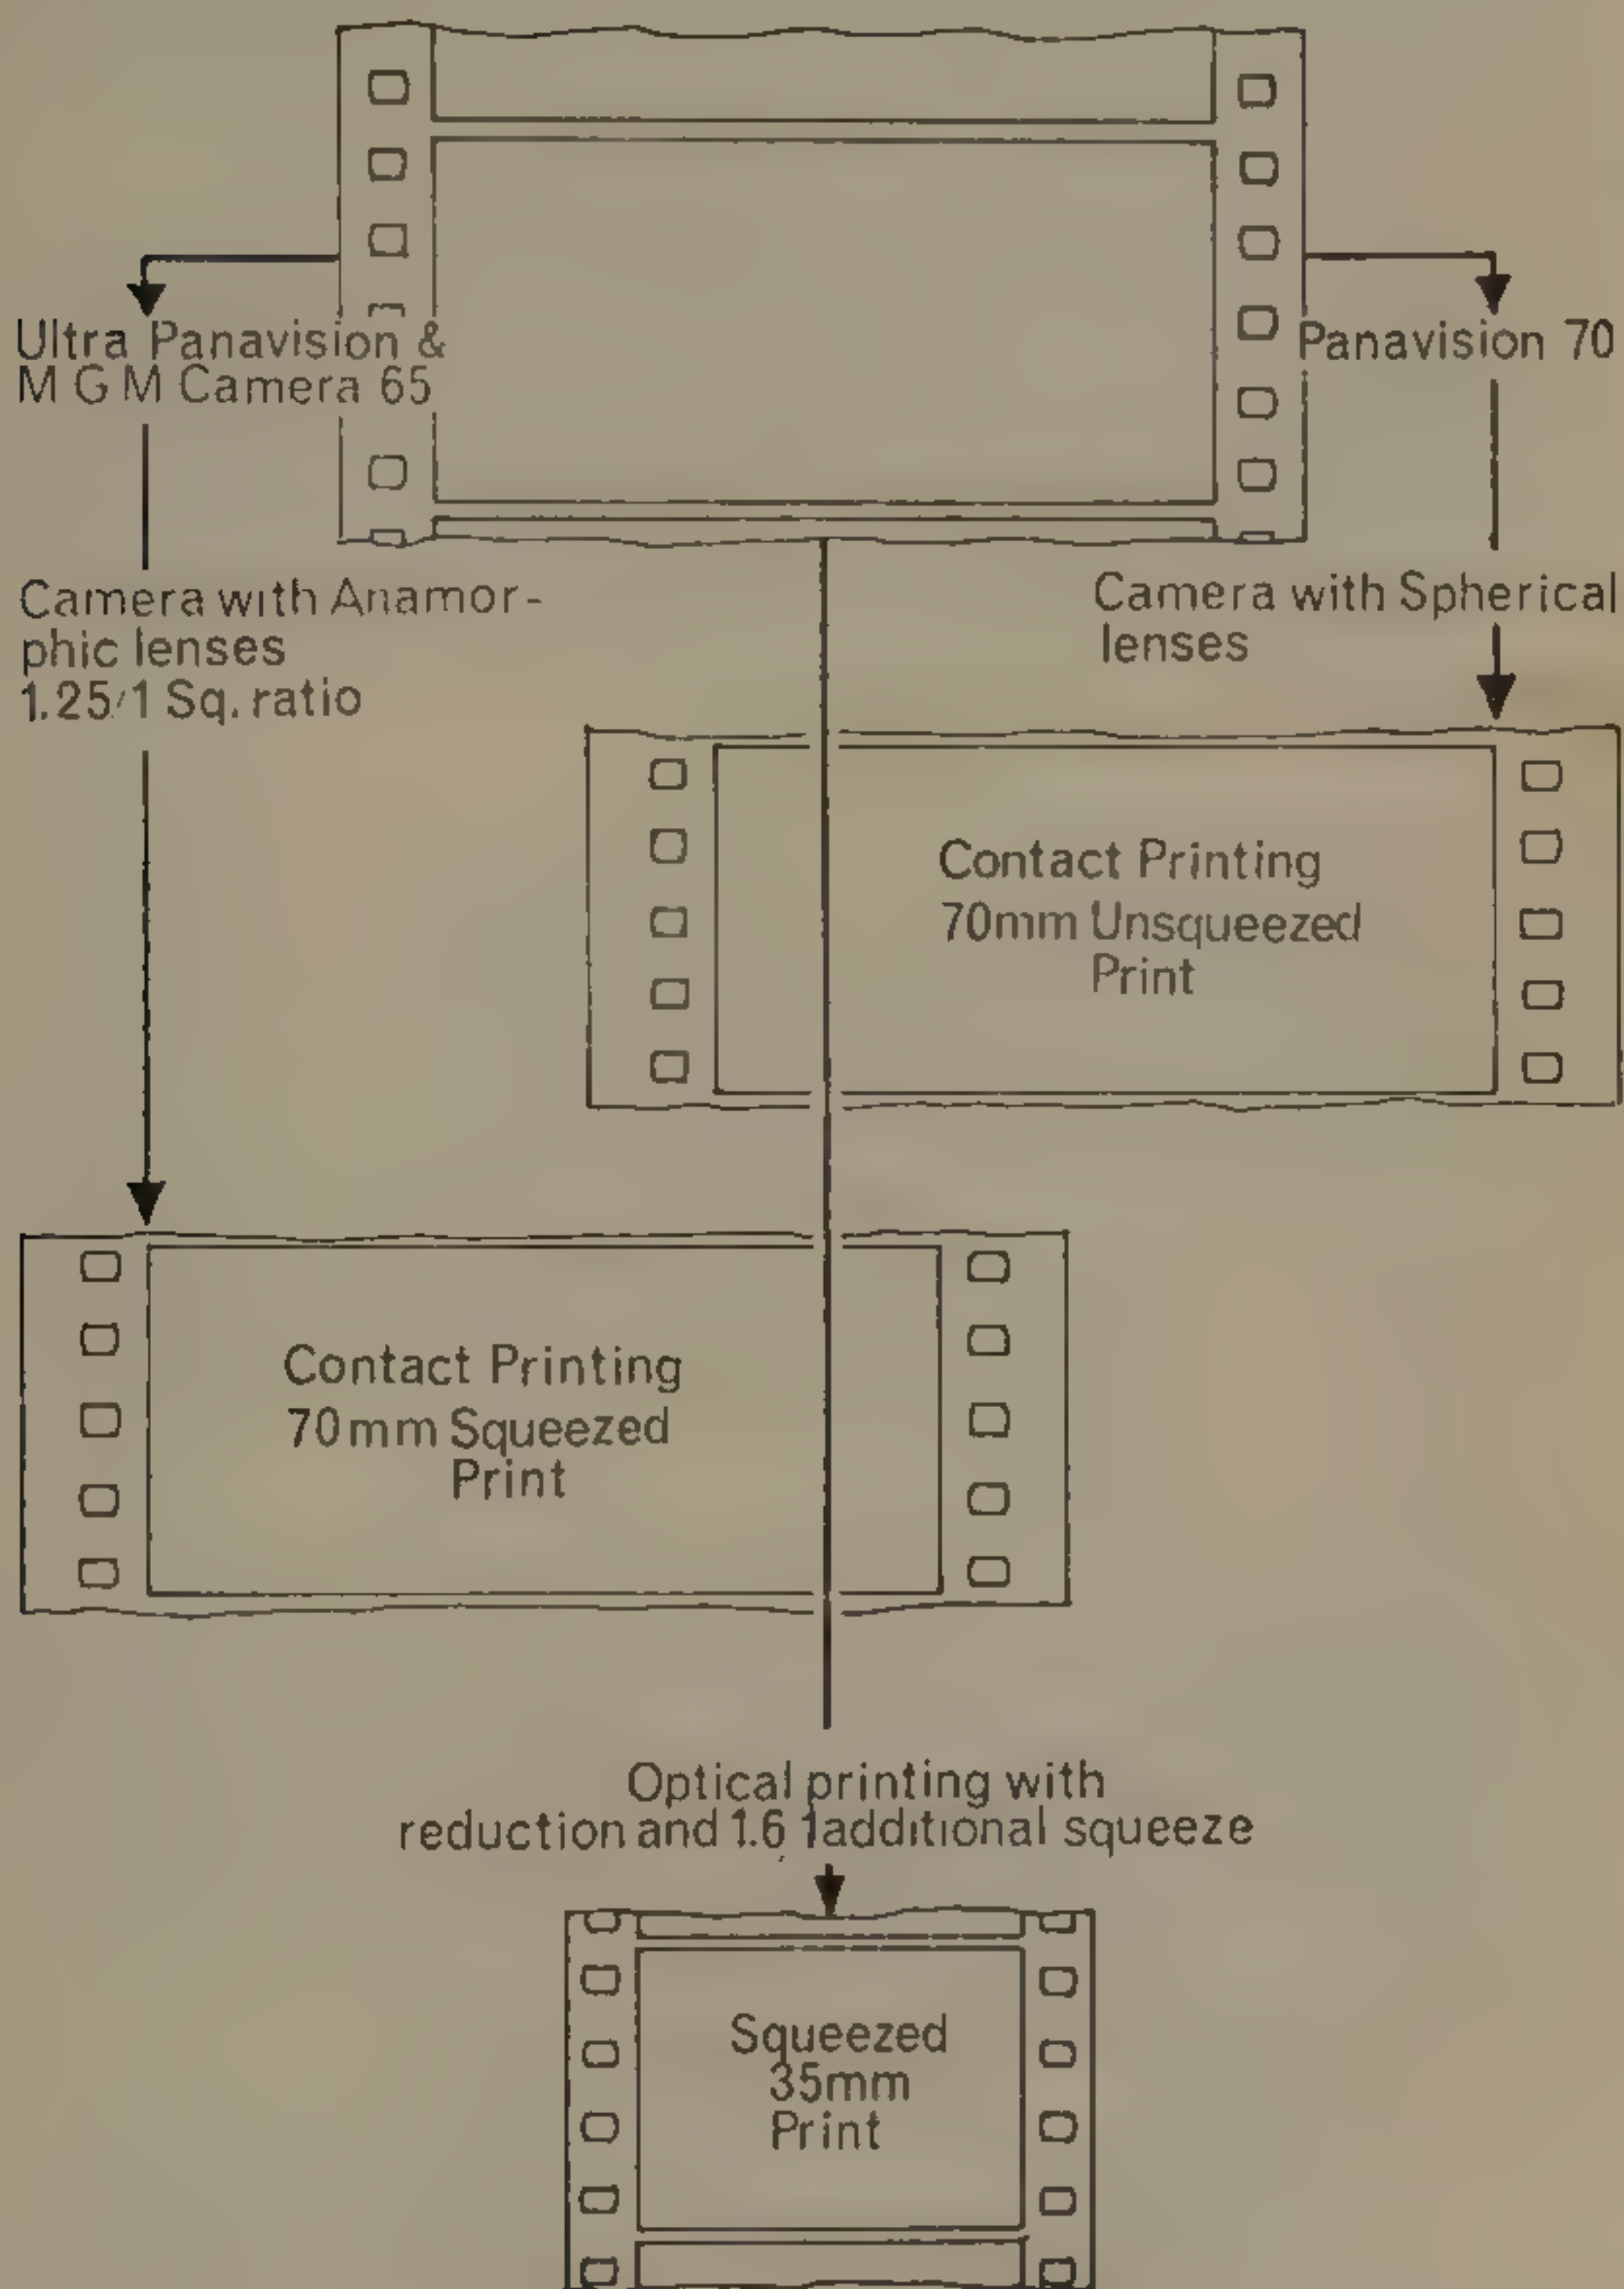 Ultra Panavision &
M G M Camera 65
Panavision 70
Camera with Anamor-
phic lenses
1.25/1 Sq. ratio
Camera with Spherical
lenses
Contact Printing
70mm Unsqueezed
Print
Contact Printing
70mm Squeezed
Print
Optical printing with
reduction and 1.6 1 additional squeeze
Squeezed
35mm
Print